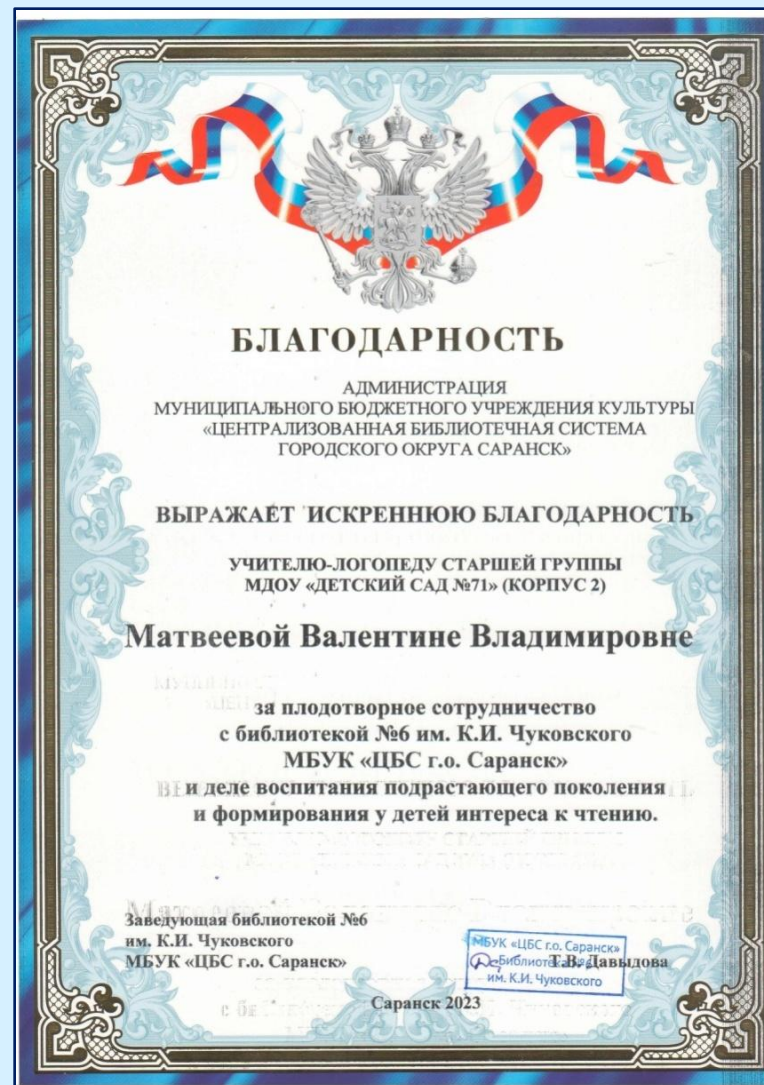 БЛАГОДАРНОСТЬ
АДМИНИСТРАЦИЯ
МУНИЦИПАЛЬНОГО БЮДЖЕТНОГО УЧРЕЖДЕНИЯ КУЛЬТУРЫ
«ЦЕНТРАЛИЗОВАННАЯ БИБЛИОТЕЧНАЯ СИСТЕМА
ГОРОДСКОГО ОКРУГА САРАНСК»
ВЫРАЖАЕТ ИСКРЕННЮЮ БЛАГОДАРНОСТЬ
УЧИТЕЛЮ-ЛОГОПЕДУ СТАРШЕЙ ГРУППЫ
МДОУ «ДЕТСКИЙ САД №71» (КОРПУС 2)
Матвеевой Валентине Владимировне
за плодотворное сотрудничество
с библиотекой №6 им. К.И. Чуковского
МБУК «ЦБС г.о. Саранск»
и деле воспитания подрастающего поколения
и формирования у детей интереса к чтению.
Заведующая библиотекой №6
им. К.И. Чуковского
МБУК «ЦБС г.о. Саранск»
МБУК «ЦБС г.о. Саранск»
Библиотека
им. К.И. Чуковского
Т.В. Давыдова
Саранск 2023